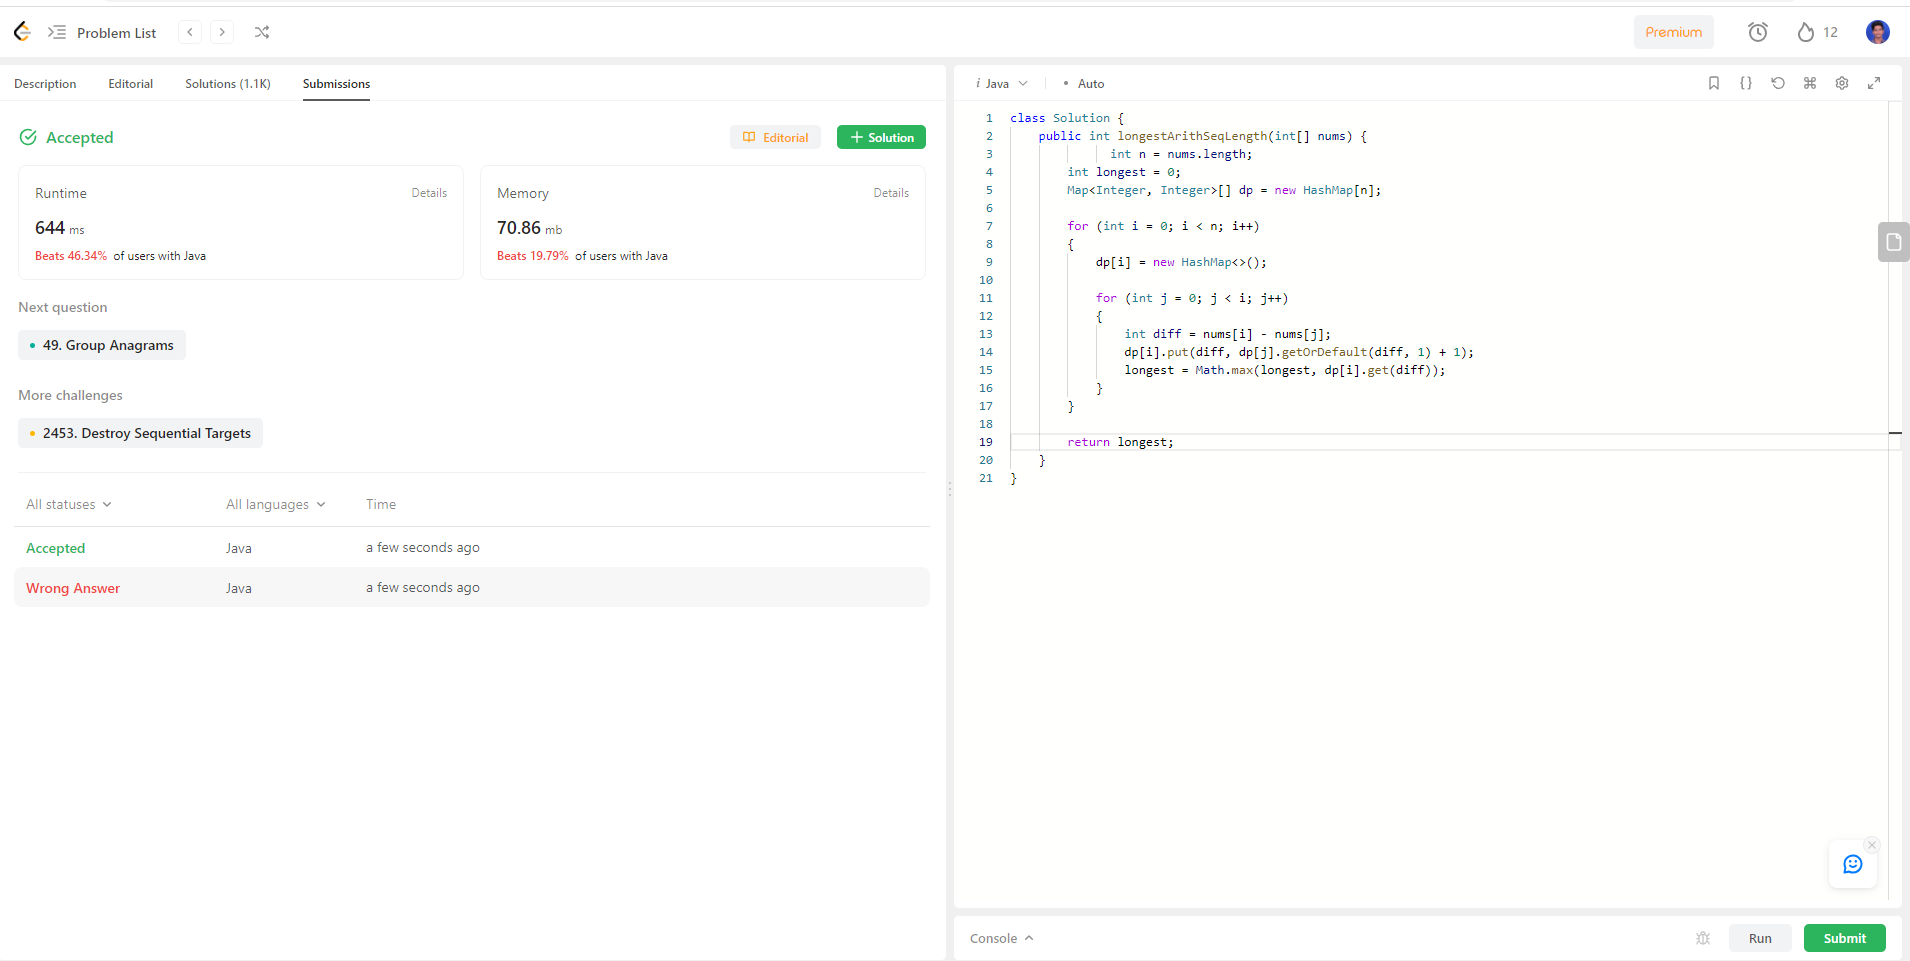 Problem List
Premium
12
Description Editorial Solutions (1.1K) Submissions
Accepted
Editorial
Solution
Runtime Details
644 ms
Beats 46.34% of users with Java
Memory Details
70.86 mb
Beats 19.79% of users with Java
Next question
49. Group Anagrams
More challenges
2453. Destroy Sequential Targets
All statuses All languages Time
Accepted Java a few seconds ago
Wrong Answer Java a few seconds ago
i Java • Auto
1 class Solution {
2 public int longestArithSeqLength(int[] nums) {
3 int n = nums.length;
4 int longest = 0;
5 Map<Integer, Integer>[] dp = new HashMap[n];
6
7 for (int i = 0; i < n; i++)
8 {
9 dp[i] = new HashMap<>();
10
11 for (int j = 0; j < i; j++)
12 {
13 int diff = nums[i] - nums[j];
14 dp[i].put(diff, dp[j].getOrDefault(diff, 1) + 1);
15 longest = Math.max(longest, dp[i].get(diff));
16 }
17 }
18
19 return longest;
20 }
21 }
Console
Run
Submit